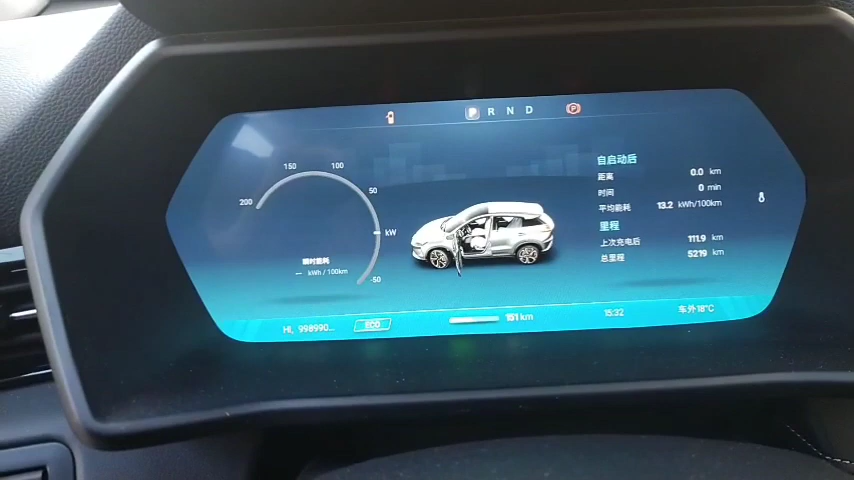 P R N D
P
自启动后
距离 0.0 km
时间 0 min
平均能耗 13.2 kWh/100km
里程
上次充电后 111.9 km
总里程 5219 km
200
150
100
50
kW
-50
瞬时能耗
-- kWh / 100km
Hi, 998990...
ECO
151 km
15:32
车外18°C